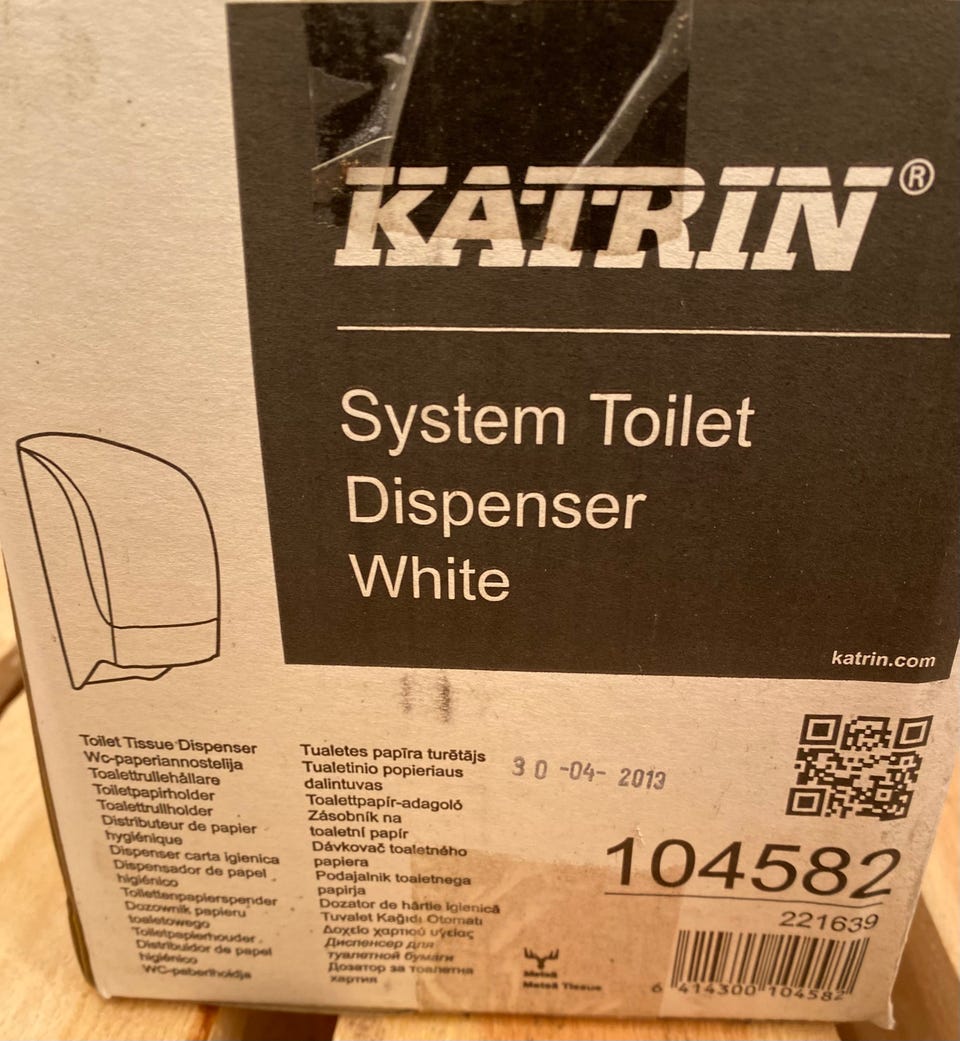 KATRIN®
System Toilet
Dispenser
White
katrin.com
Toilet Tissue Dispenser
Wc-paperiannostelija
Toalettrullehållare
Toiletpapirholder
Toalettrullholder
Distributeur de papier
hygiénique
Dispenser carta igienica
Dispensador de papel
higiénico
Toilettenpapierspender
Dozownik papieru
toaletowego
Toiletpapierhouder
Distribuidor de papel
higiénico
WC-paberihoidja
Tualetes papīra turētājs
Tualetinio popieriaus
dalintuvas
Toalettpapír-adagoló
Zásobník na
toaletní papír
Dávkovač toaletného
papiera
Podajalnik toaletnega
papirja
Dozator de hârtie igienică
Tuvalet Kağıdı Otomatı
Δοχείο χαρτιού υγείας
Диспенсер для
туалетной бумаги
Дозатор за тоалетна
хартия
30-04-2013
104582
221639
Metsä
Metsä Tissue
6 414300 104582